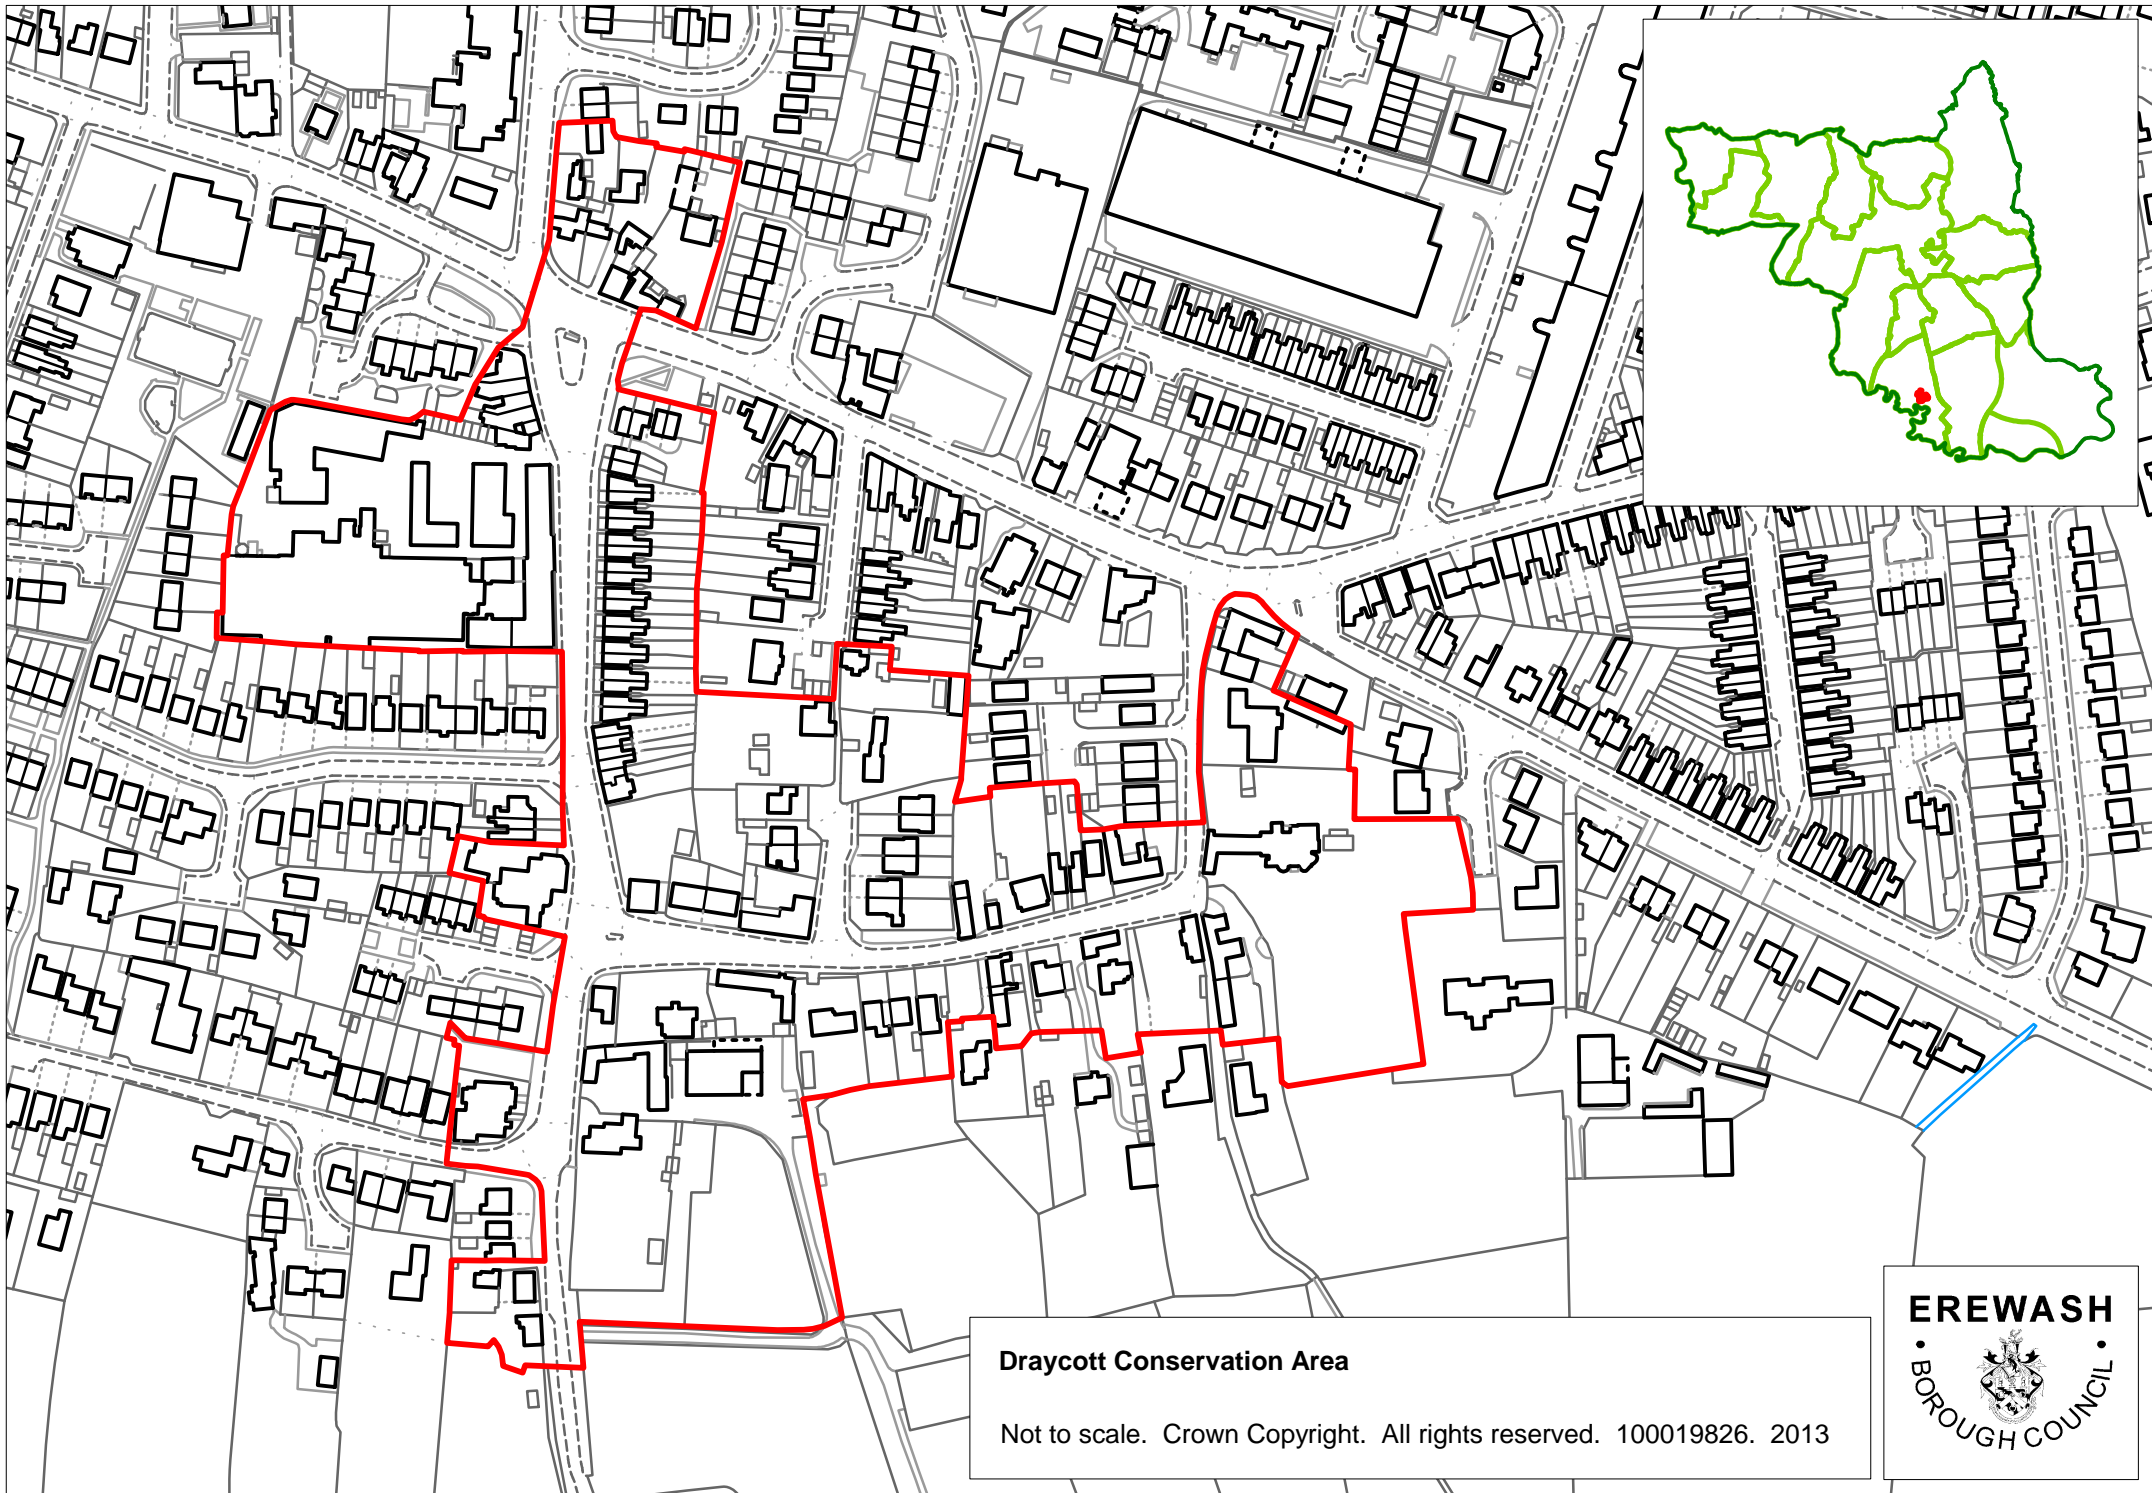 Draycott Conservation Area
Not to scale. Crown Copyright. All rights reserved. 100019826. 2013
EREWASH
• BOROUGH COUNCIL •